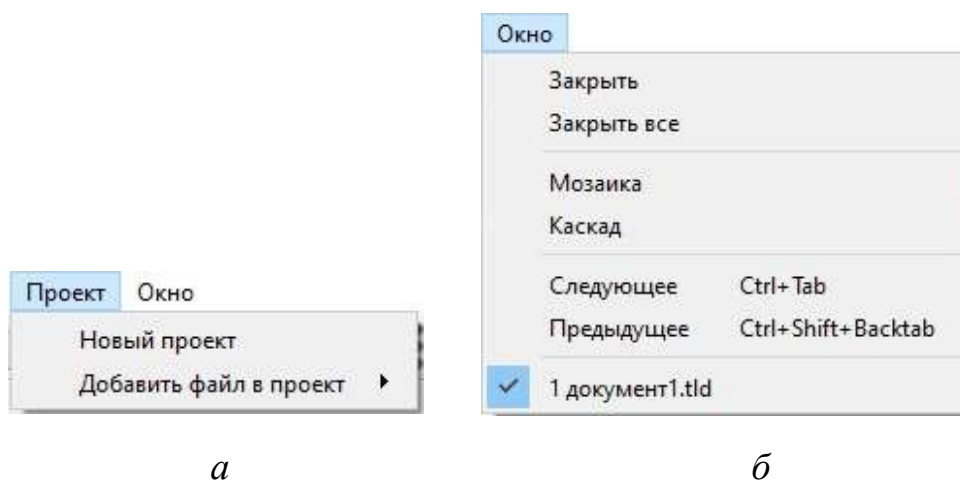 Проект Окно
Новый проект
Добавить файл в проект
а
Окно
Закрыть
Закрыть все
Мозаика
Каскад
Следующее Ctrl+Tab
Предыдущее Ctrl+Shift+Backtab
1 документ1.tld
б